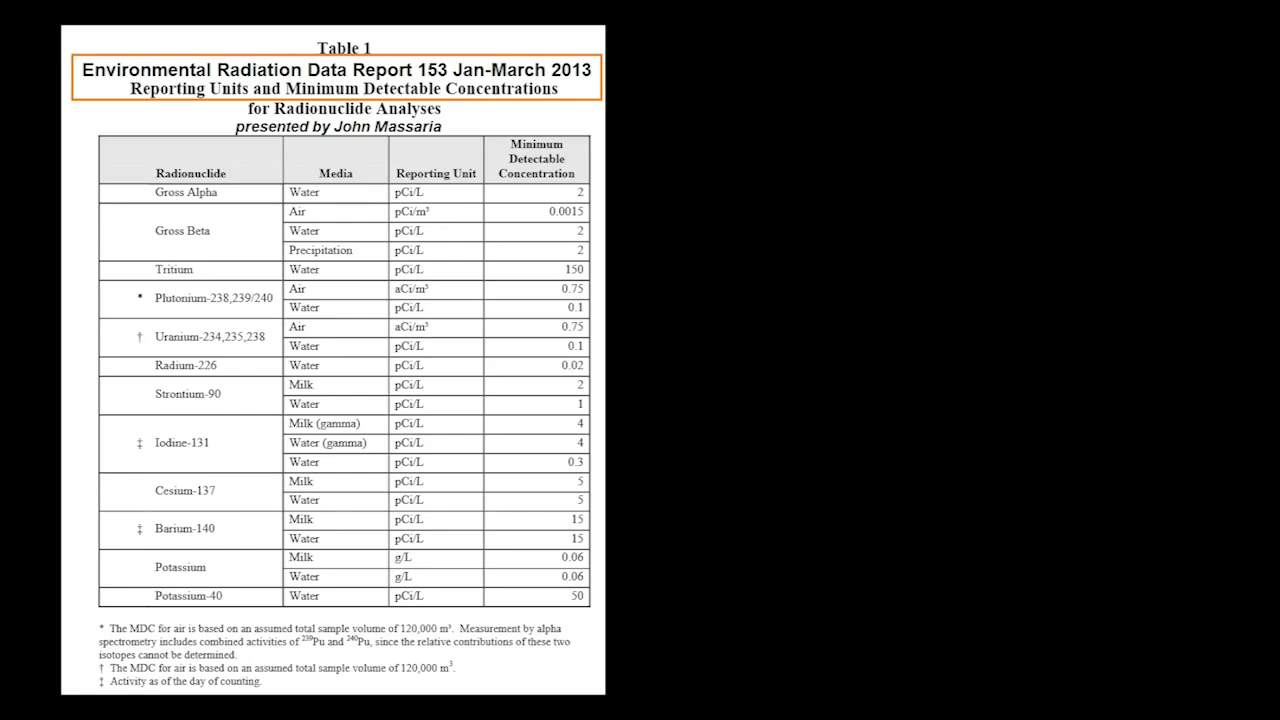 Table 1
Environmental Radiation Data Report 153 Jan-March 2013
Reporting Units and Minimum Detectable Concentrations
for Radionuclide Analyses
presented by John Massaria
Radionuclide Media Reporting Unit Minimum Detectable Concentration
Gross Alpha Water pCi/L 2
Gross Beta Air pCi/m³ 0.0015
Water pCi/L 2
Precipitation pCi/L 2
Tritium Water pCi/L 150
* Plutonium-238,239/240 Air aCi/m³ 0.75
Water pCi/L 0.1
† Uranium-234,235,238 Air aCi/m³ 0.75
Water pCi/L 0.1
Radium-226 Water pCi/L 0.02
Strontium-90 Milk pCi/L 2
Water pCi/L 1
‡ Iodine-131 Milk (gamma) pCi/L 4
Water (gamma) pCi/L 4
Water pCi/L 0.3
Cesium-137 Milk pCi/L 5
Water pCi/L 5
‡ Barium-140 Milk pCi/L 15
Water pCi/L 15
Potassium Milk g/L 0.06
Water g/L 0.06
Potassium-40 Water pCi/L 50
* The MDC for air is based on an assumed total sample volume of 120,000 m³. Measurement by alpha
spectrometry includes combined activities of ²³⁹Pu and ²⁴⁰Pu, since the relative contributions of these two
isotopes cannot be determined.
† The MDC for air is based on an assumed total sample volume of 120,000 m³.
‡ Activity as of the day of counting.